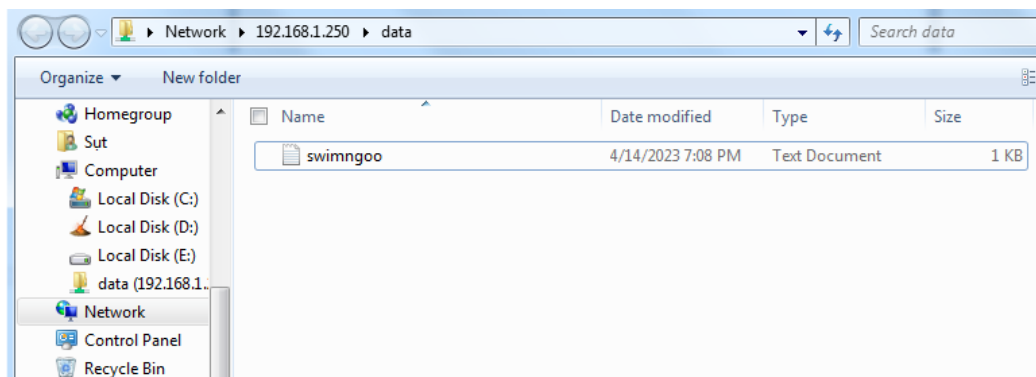 Network 192.168.1.250 data Search data
Organize New folder
Homegroup
Sụt
Computer
Local Disk (C:)
Local Disk (D:)
Local Disk (E:)
data (192.168.1..
Network
Control Panel
Recycle Bin
Name Date modified Type Size
swimngoo 4/14/2023 7:08 PM Text Document 1 KB